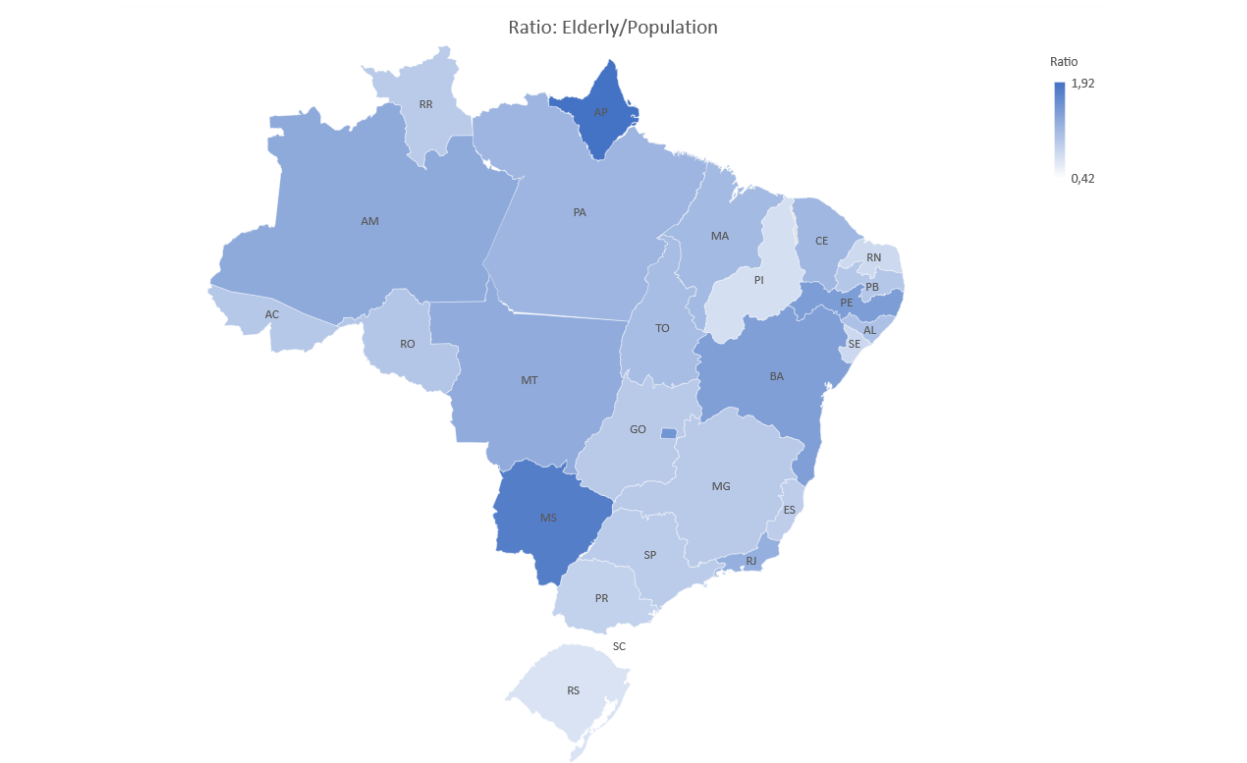 Ratio: Elderly/Population
Ratio
1,92
0,42
RR
AP
AM
PA
MA
CE
RN
PI
PB
PE
AC
TO
AL
RO
SE
MT
BA
GO
MG
ES
MS
SP
RJ
PR
SC
RS